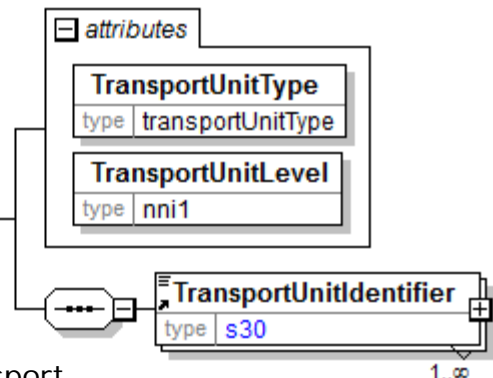 attributes
TransportUnitType
type transportUnitType
TransportUnitLevel
type nni1
TransportUnitIdentifier
type s30
1..∞